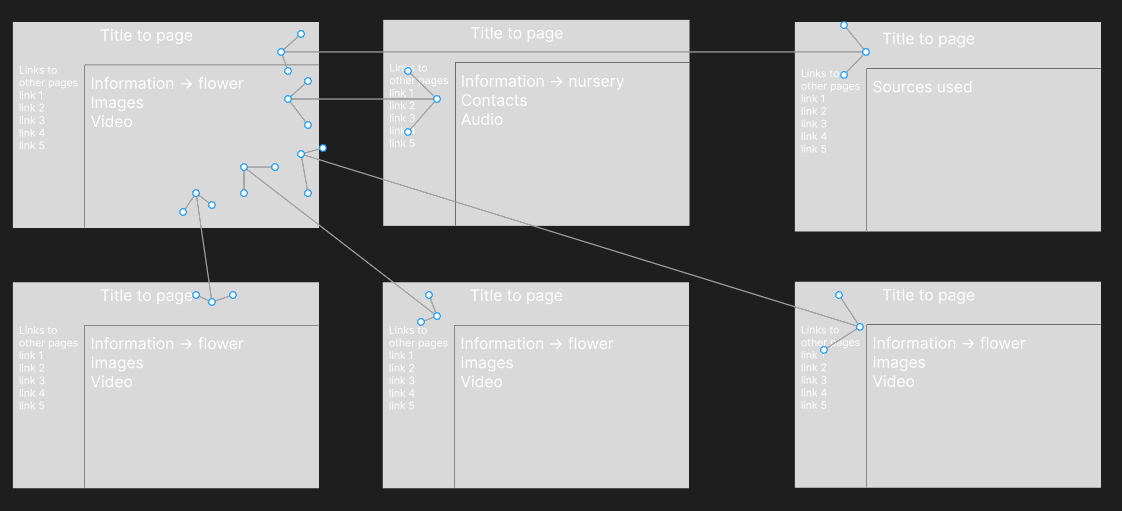 Title to page
Links to
other pages
link 1
link 2
link 3
link 4
link 5
Information → flower
Images
Video
Title to page
Links to
other pages
link 1
link 2
link 3
link 4
link 5
Information → nursery
Contacts
Audio
Title to page
Links to
other pages
link 1
link 2
link 3
link 4
link 5
Sources used
Title to page
Links to
other pages
link 1
link 2
link 3
link 4
link 5
Information → flower
Images
Video
Title to page
Links to
other pages
link 1
link 2
link 3
link 4
link 5
Information → flower
Images
Video
Title to page
Links to
other pages
link 1
link 2
link 3
link 4
link 5
Information → flower
Images
Video